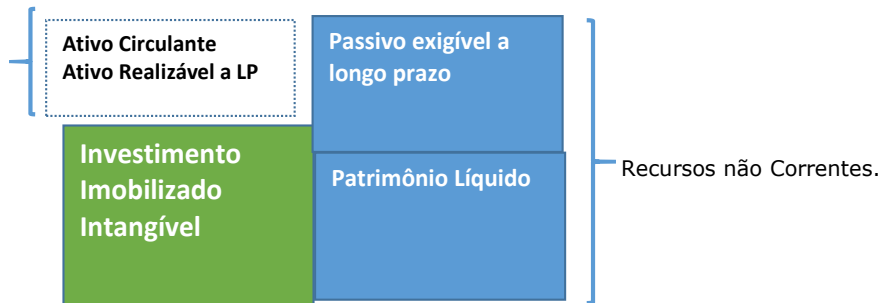 Ativo Circulante
Ativo Realizável a LP
Passivo exigível a
longo prazo
Investimento
Imobilizado
Intangível
Patrimônio Líquido
Recursos não Correntes.